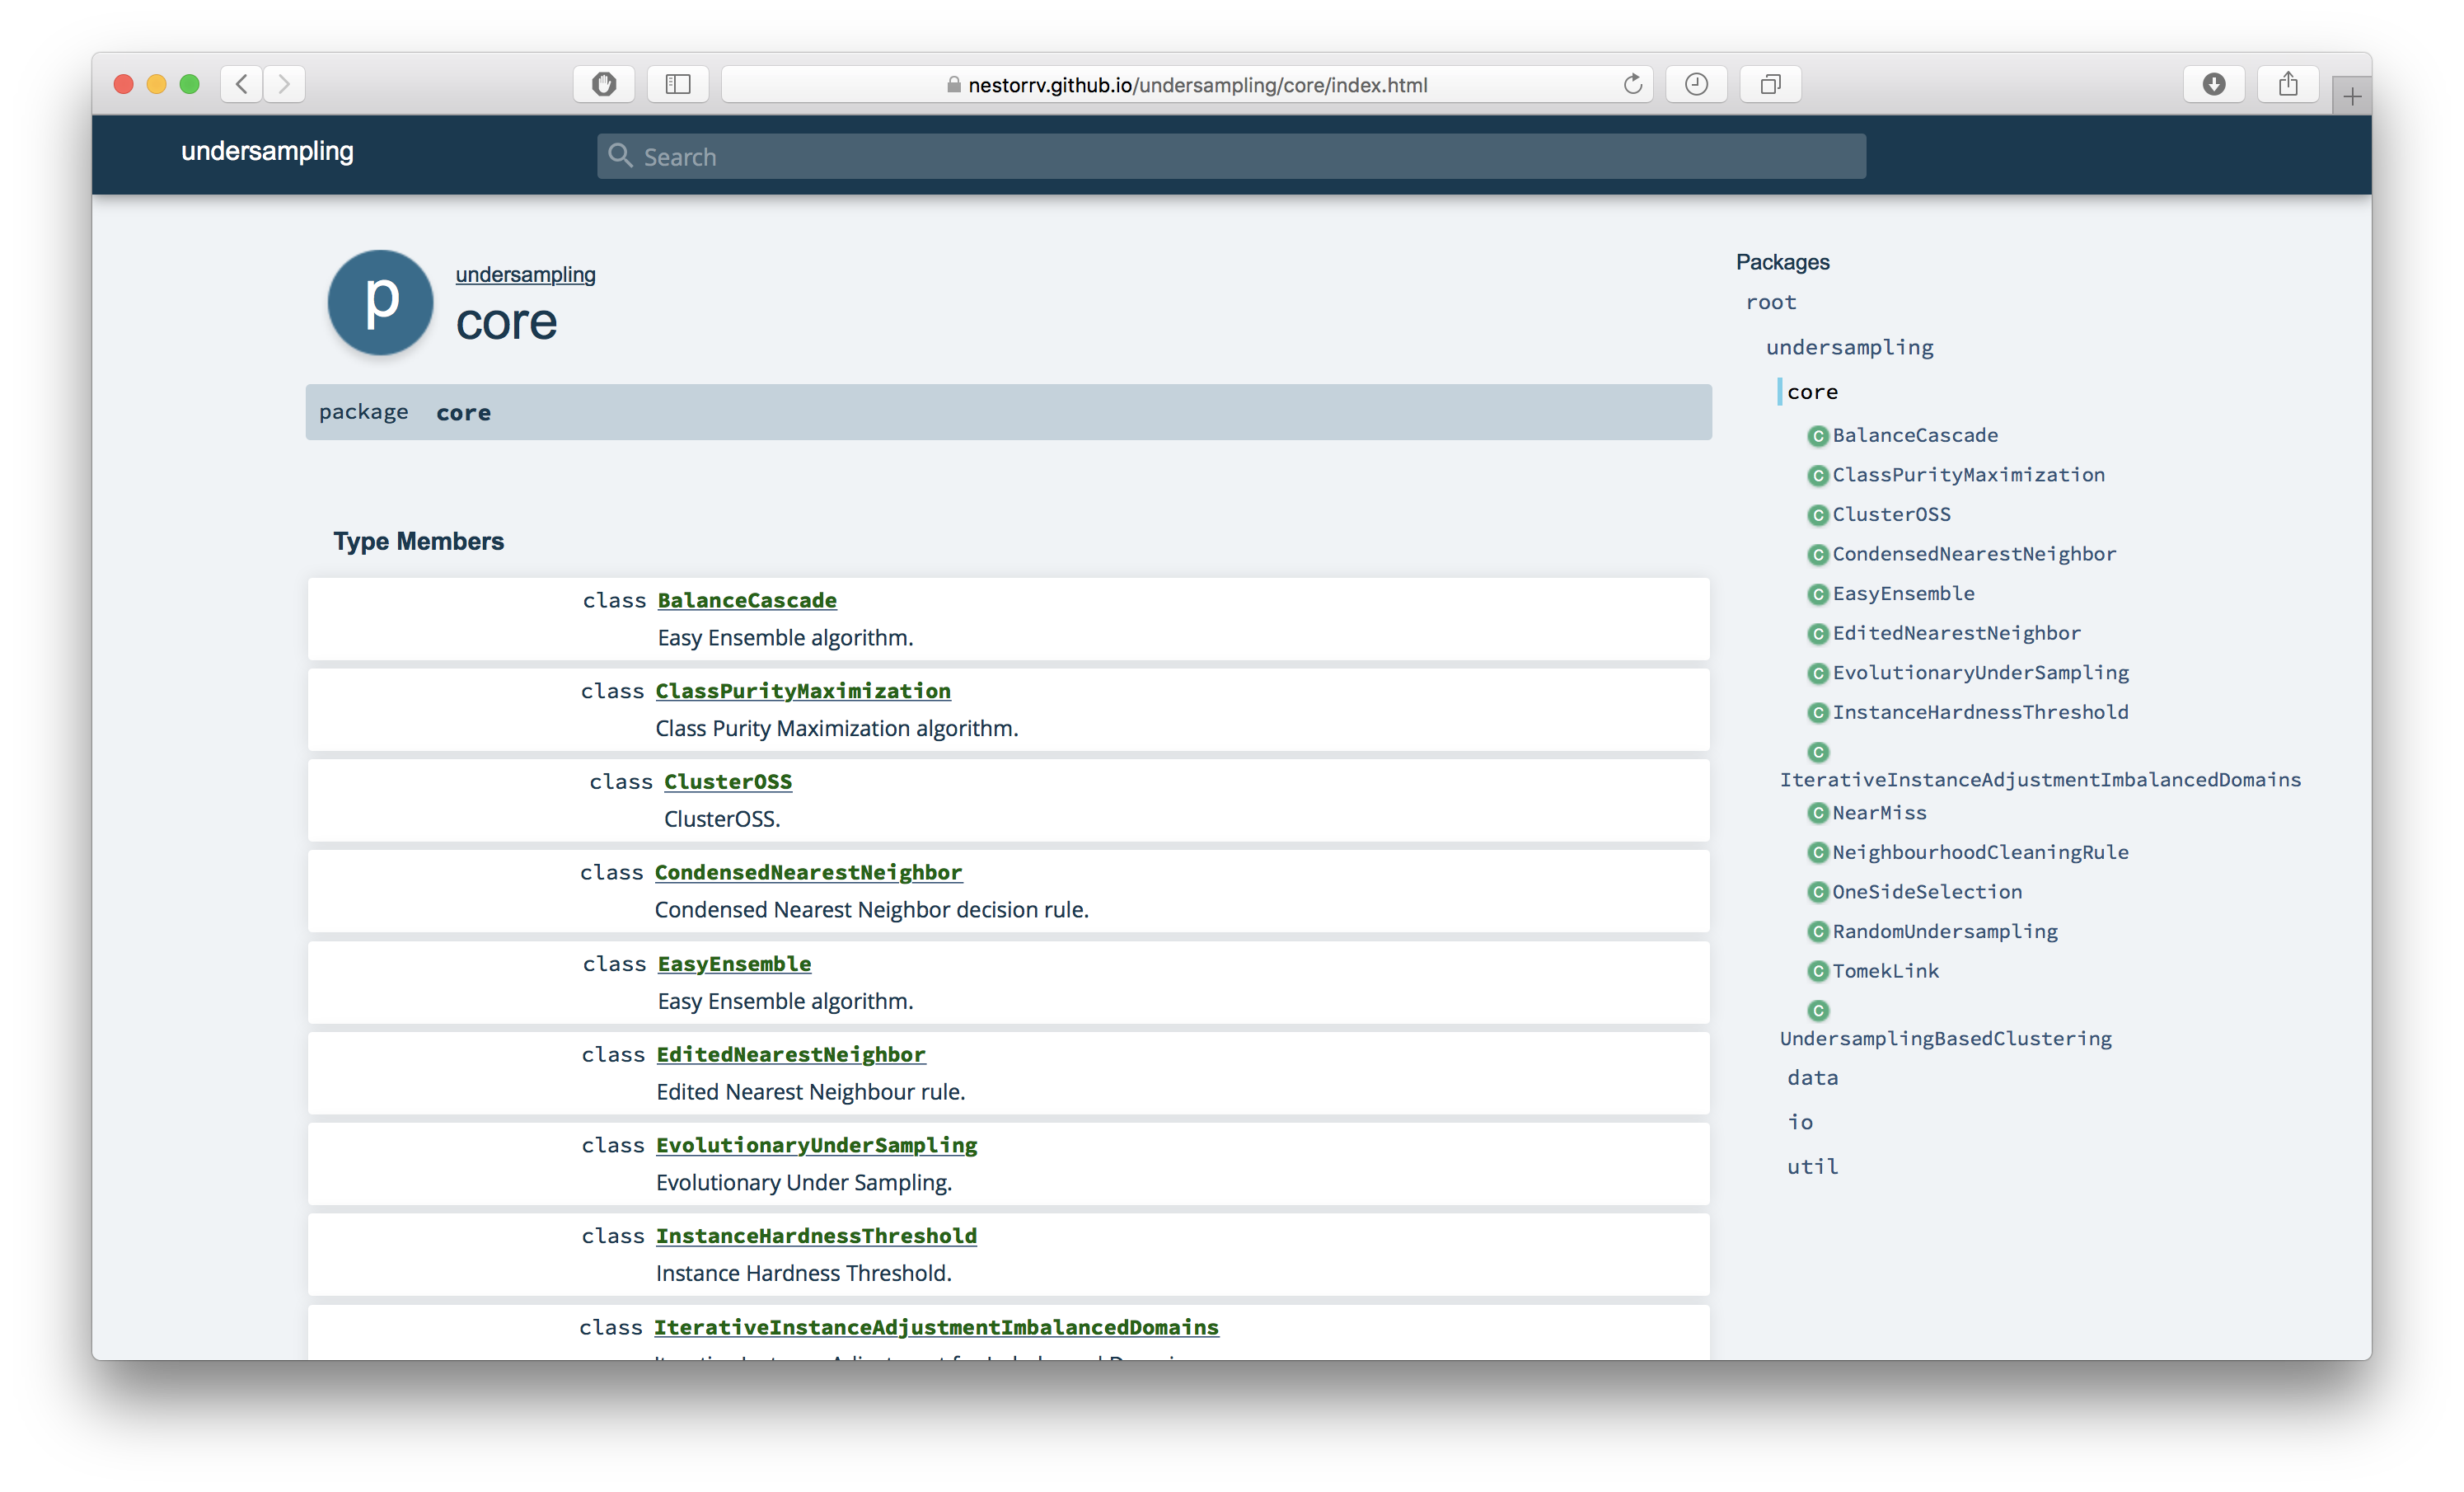 nestorrv.github.io/undersampling/core/index.html
undersampling
Search
p
undersampling
core
package core
Type Members
class BalanceCascade
Easy Ensemble algorithm.
class ClassPurityMaximization
Class Purity Maximization algorithm.
class ClusterOSS
ClusterOSS.
class CondensedNearestNeighbor
Condensed Nearest Neighbor decision rule.
class EasyEnsemble
Easy Ensemble algorithm.
class EditedNearestNeighbor
Edited Nearest Neighbour rule.
class EvolutionaryUnderSampling
Evolutionary Under Sampling.
class InstanceHardnessThreshold
Instance Hardness Threshold.
class IterativeInstanceAdjustmentImbalancedDomains
Packages
root
undersampling
core
C BalanceCascade
C ClassPurityMaximization
C ClusterOSS
C CondensedNearestNeighbor
C EasyEnsemble
C EditedNearestNeighbor
C EvolutionaryUnderSampling
C InstanceHardnessThreshold
C
IterativeInstanceAdjustmentImbalancedDomains
C NearMiss
C NeighbourhoodCleaningRule
C OneSideSelection
C RandomUndersampling
C TomekLink
C
UndersamplingBasedClustering
data
io
util